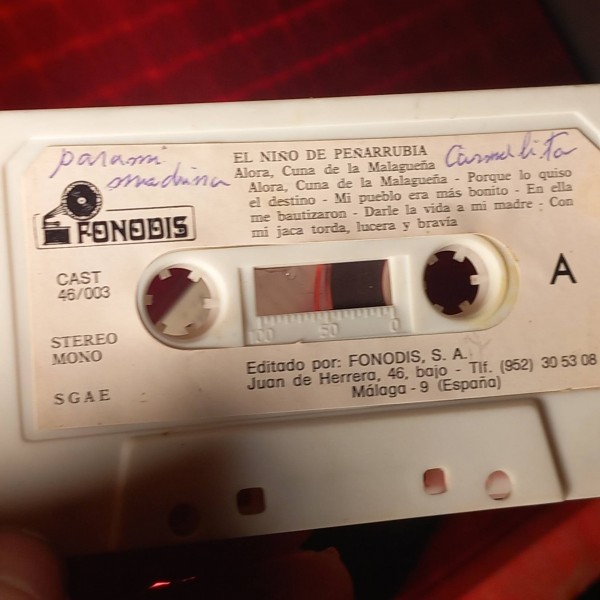 para mi
madrina
Carmelita
EL NIÑO DE PEÑARRUBIA
Alora, Cuna de la Malagueña
Alora, Cuna de la Malagueña - Porque lo quiso
el destino - Mi pueblo era más bonito - En ella
me bautizaron - Darle la vida a mi madre - Con
mi jaca torda, lucera y bravía
FONODIS
CAST
46/003
STEREO
MONO
SGAE
A
100 50 0
Editado por: FONODIS, S. A.
Juan de Herrera, 46, bajo - Tlf. (952) 30 53 08
Málaga - 9 (España)